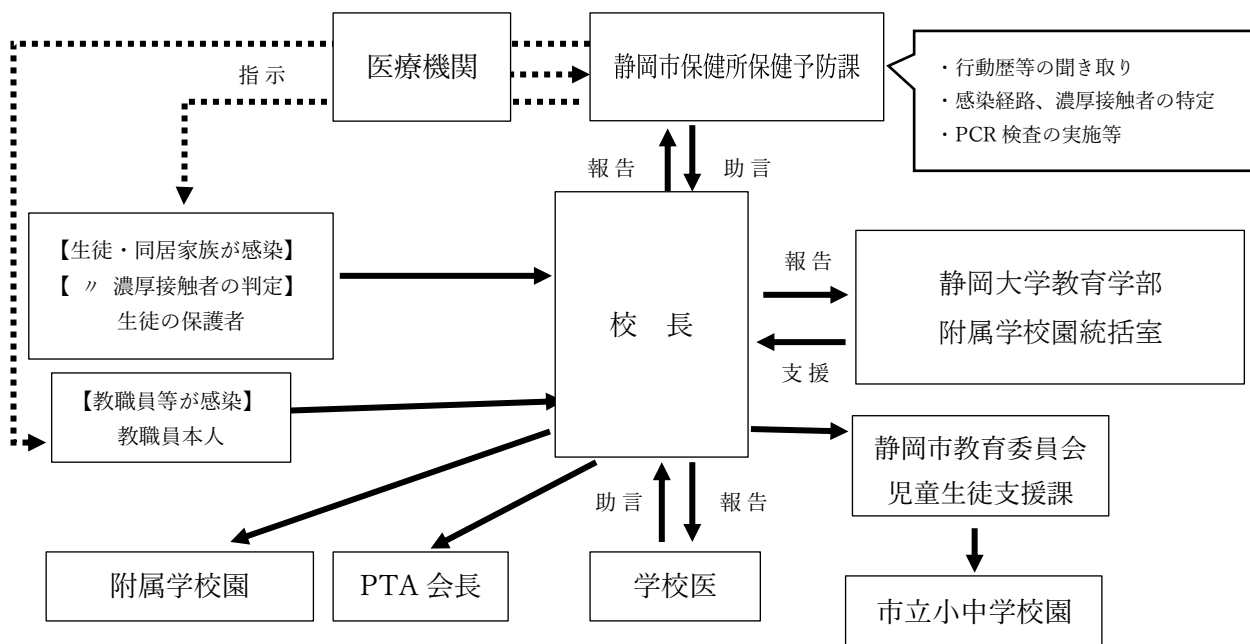 医療機関
静岡市保健所保健予防課
・行動歴等の聞き取り
・感染経路、濃厚接触者の特定
・PCR 検査の実施等
指示
報告
助言
【生徒・同居家族が感染】
【 〃 濃厚接触者の判定】
生徒の保護者
校 長
報告
静岡大学教育学部
附属学校園統括室
支援
【教職員等が感染】
教職員本人
静岡市教育委員会
児童生徒支援課
助言
報告
附属学校園
PTA 会長
学校医
市立小中学校園